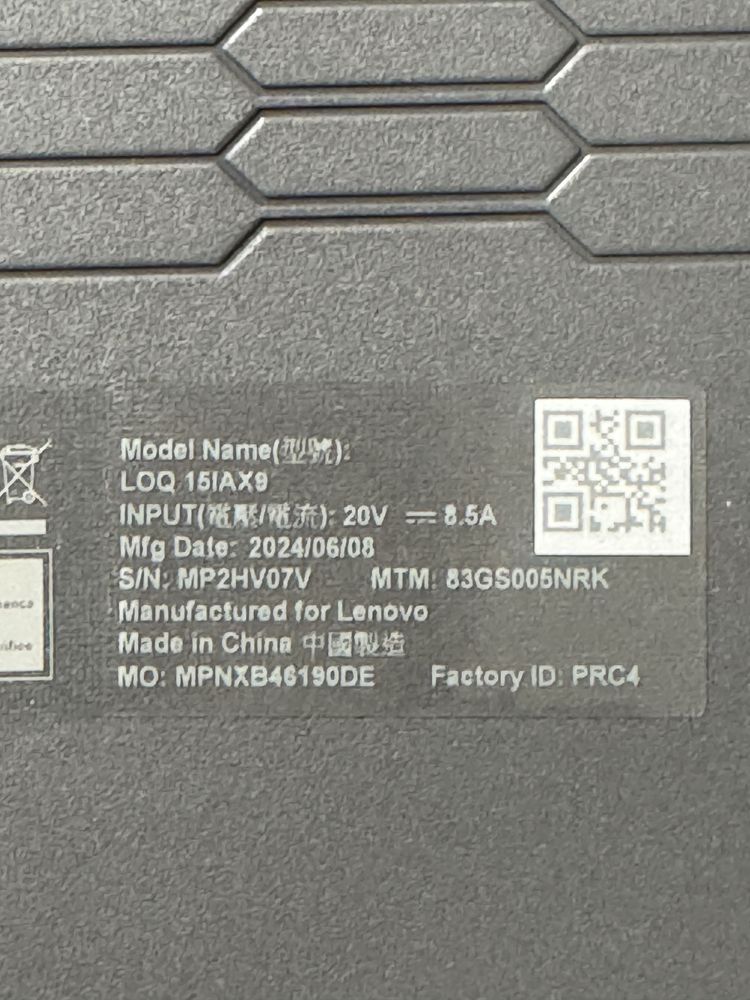 Model Name(型號):
LOQ 15IAX9
INPUT(電壓/電流): 20V ⎓ 8.5A
Mfg Date: 2024/06/08
S/N: MP2HV07V MTM: 83GS005NRK
Manufactured for Lenovo
Made in China 中國製造
MO: MPNXB46190DE Factory ID: PRC4